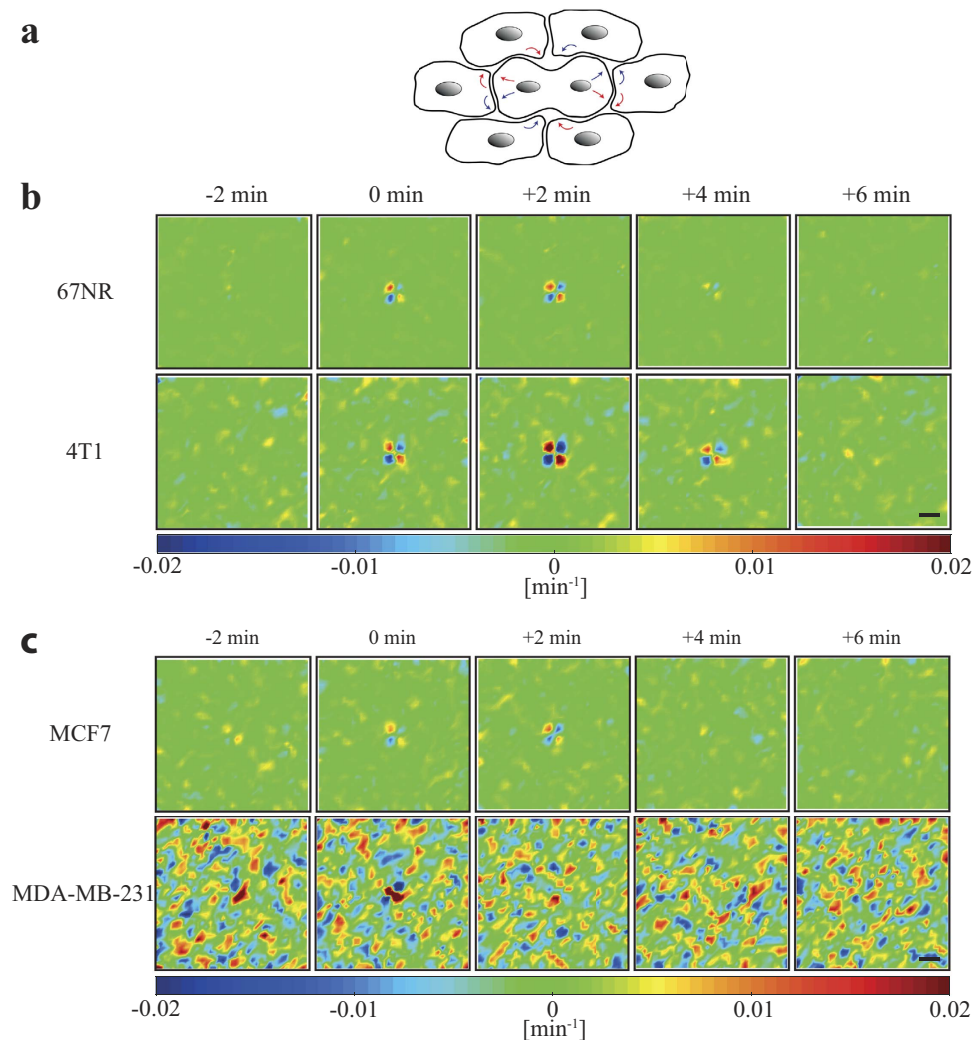 a
b
-2 min 0 min +2 min +4 min +6 min
67NR
4T1
-0.02 -0.01 0 0.01 0.02
[min⁻¹]
c
-2 min 0 min +2 min +4 min +6 min
MCF7
MDA-MB-231
-0.02 -0.01 0 0.01 0.02
[min⁻¹]